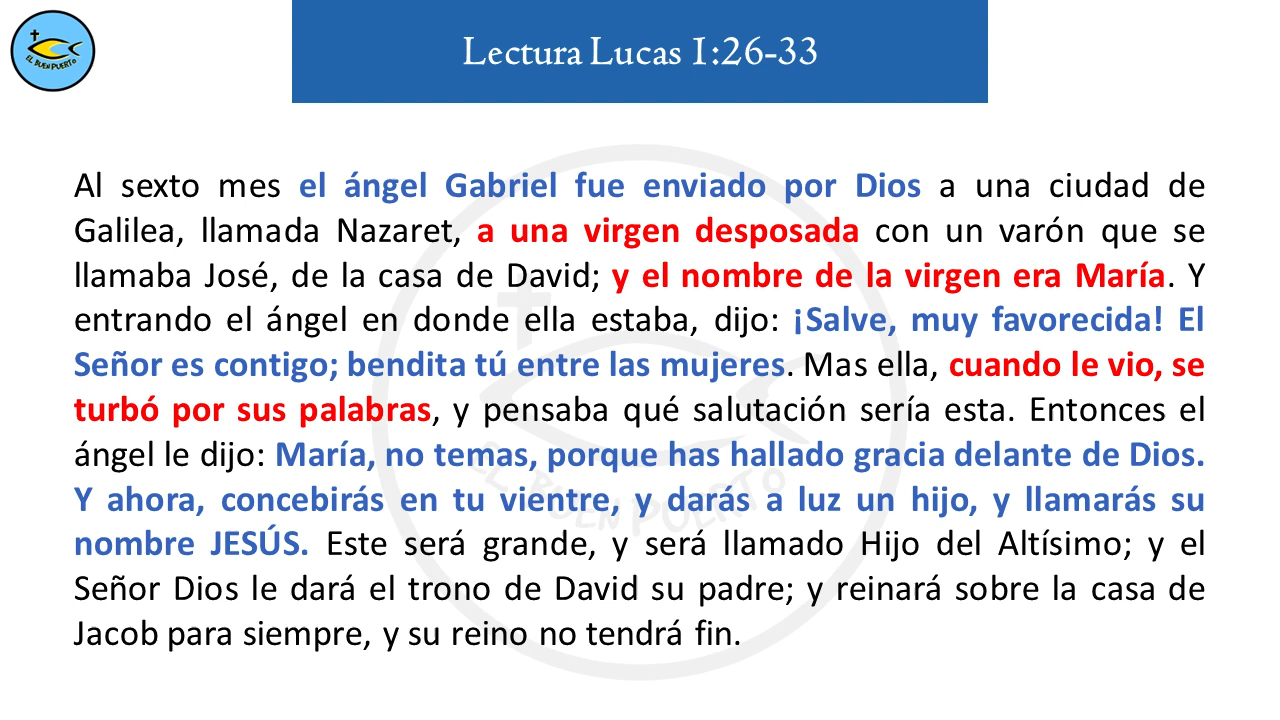 EL BUEN PUERTO
Lectura Lucas 1:26-33
Al sexto mes el ángel Gabriel fue enviado por Dios a una ciudad de
Galilea, llamada Nazaret, a una virgen desposada con un varón que se
llamaba José, de la casa de David; y el nombre de la virgen era María. Y
entrando el ángel en donde ella estaba, dijo: ¡Salve, muy favorecida! El
Señor es contigo; bendita tú entre las mujeres. Mas ella, cuando le vio, se
turbó por sus palabras, y pensaba qué salutación sería esta. Entonces el
ángel le dijo: María, no temas, porque has hallado gracia delante de Dios.
Y ahora, concebirás en tu vientre, y darás a luz un hijo, y llamarás su
nombre JESÚS. Este será grande, y será llamado Hijo del Altísimo; y el
Señor Dios le dará el trono de David su padre; y reinará sobre la casa de
Jacob para siempre, y su reino no tendrá fin.
EL BUEN PUERTO